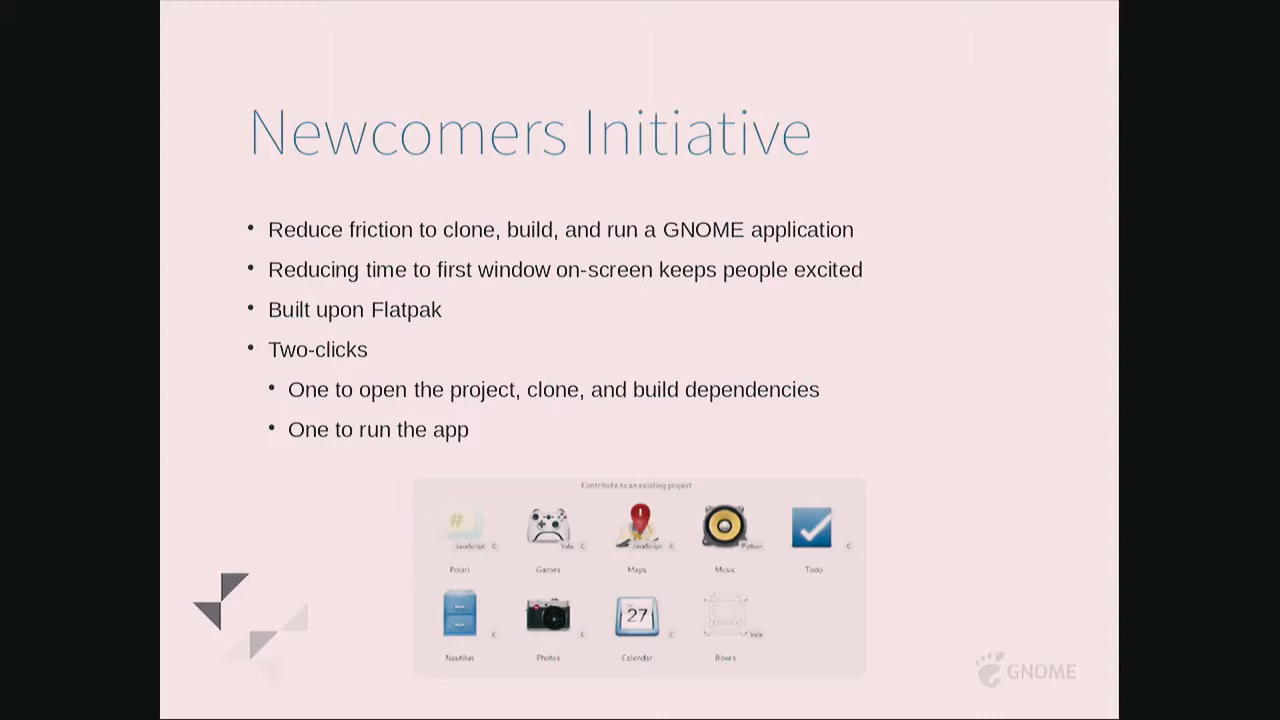 Newcomers Initiative
• Reduce friction to clone, build, and run a GNOME application
• Reducing time to first window on-screen keeps people excited
• Built upon Flatpak
• Two-clicks
• One to open the project, clone, and build dependencies
• One to run the app
Contribute to an existing project
#
JavaScript C
Vala C
JavaScript C
Python
C
Polari
Games
Maps
Music
Todo
27
C
C
C
Vala
Nautilus
Photos
Calendar
Boxes
GNOME